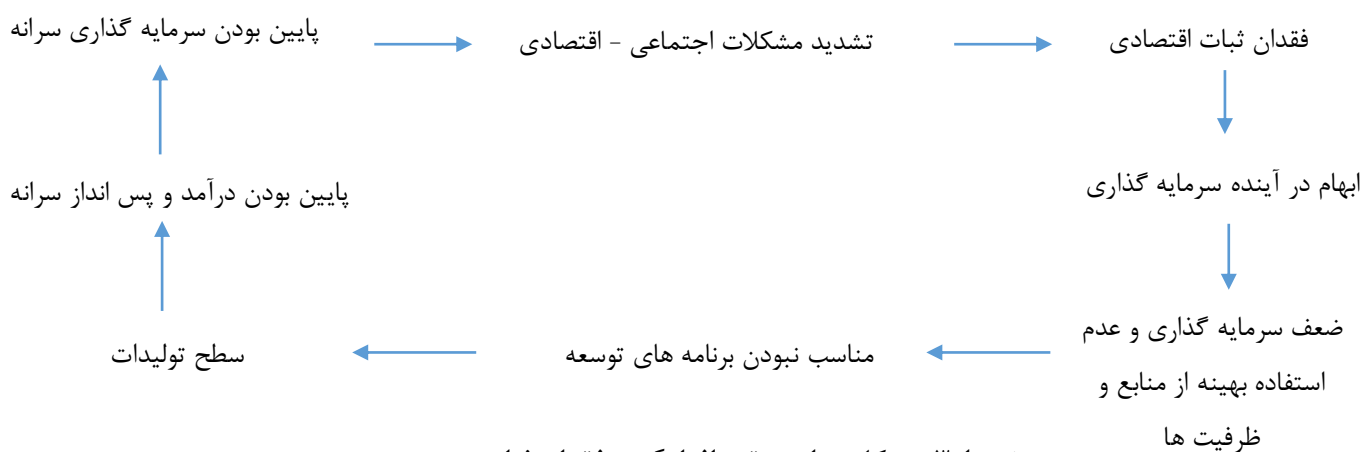 فقدان ثبات اقتصادی
تشدید مشکلات اجتماعی - اقتصادی
پایین بودن سرمایه گذاری سرانه
ابهام در آینده سرمایه گذاری
پایین بودن درآمد و پس انداز سرانه
ضعف سرمایه گذاری و عدم
استفاده بهینه از منابع و
ظرفیت ها
مناسب نبودن برنامه های توسعه
سطح تولیدات